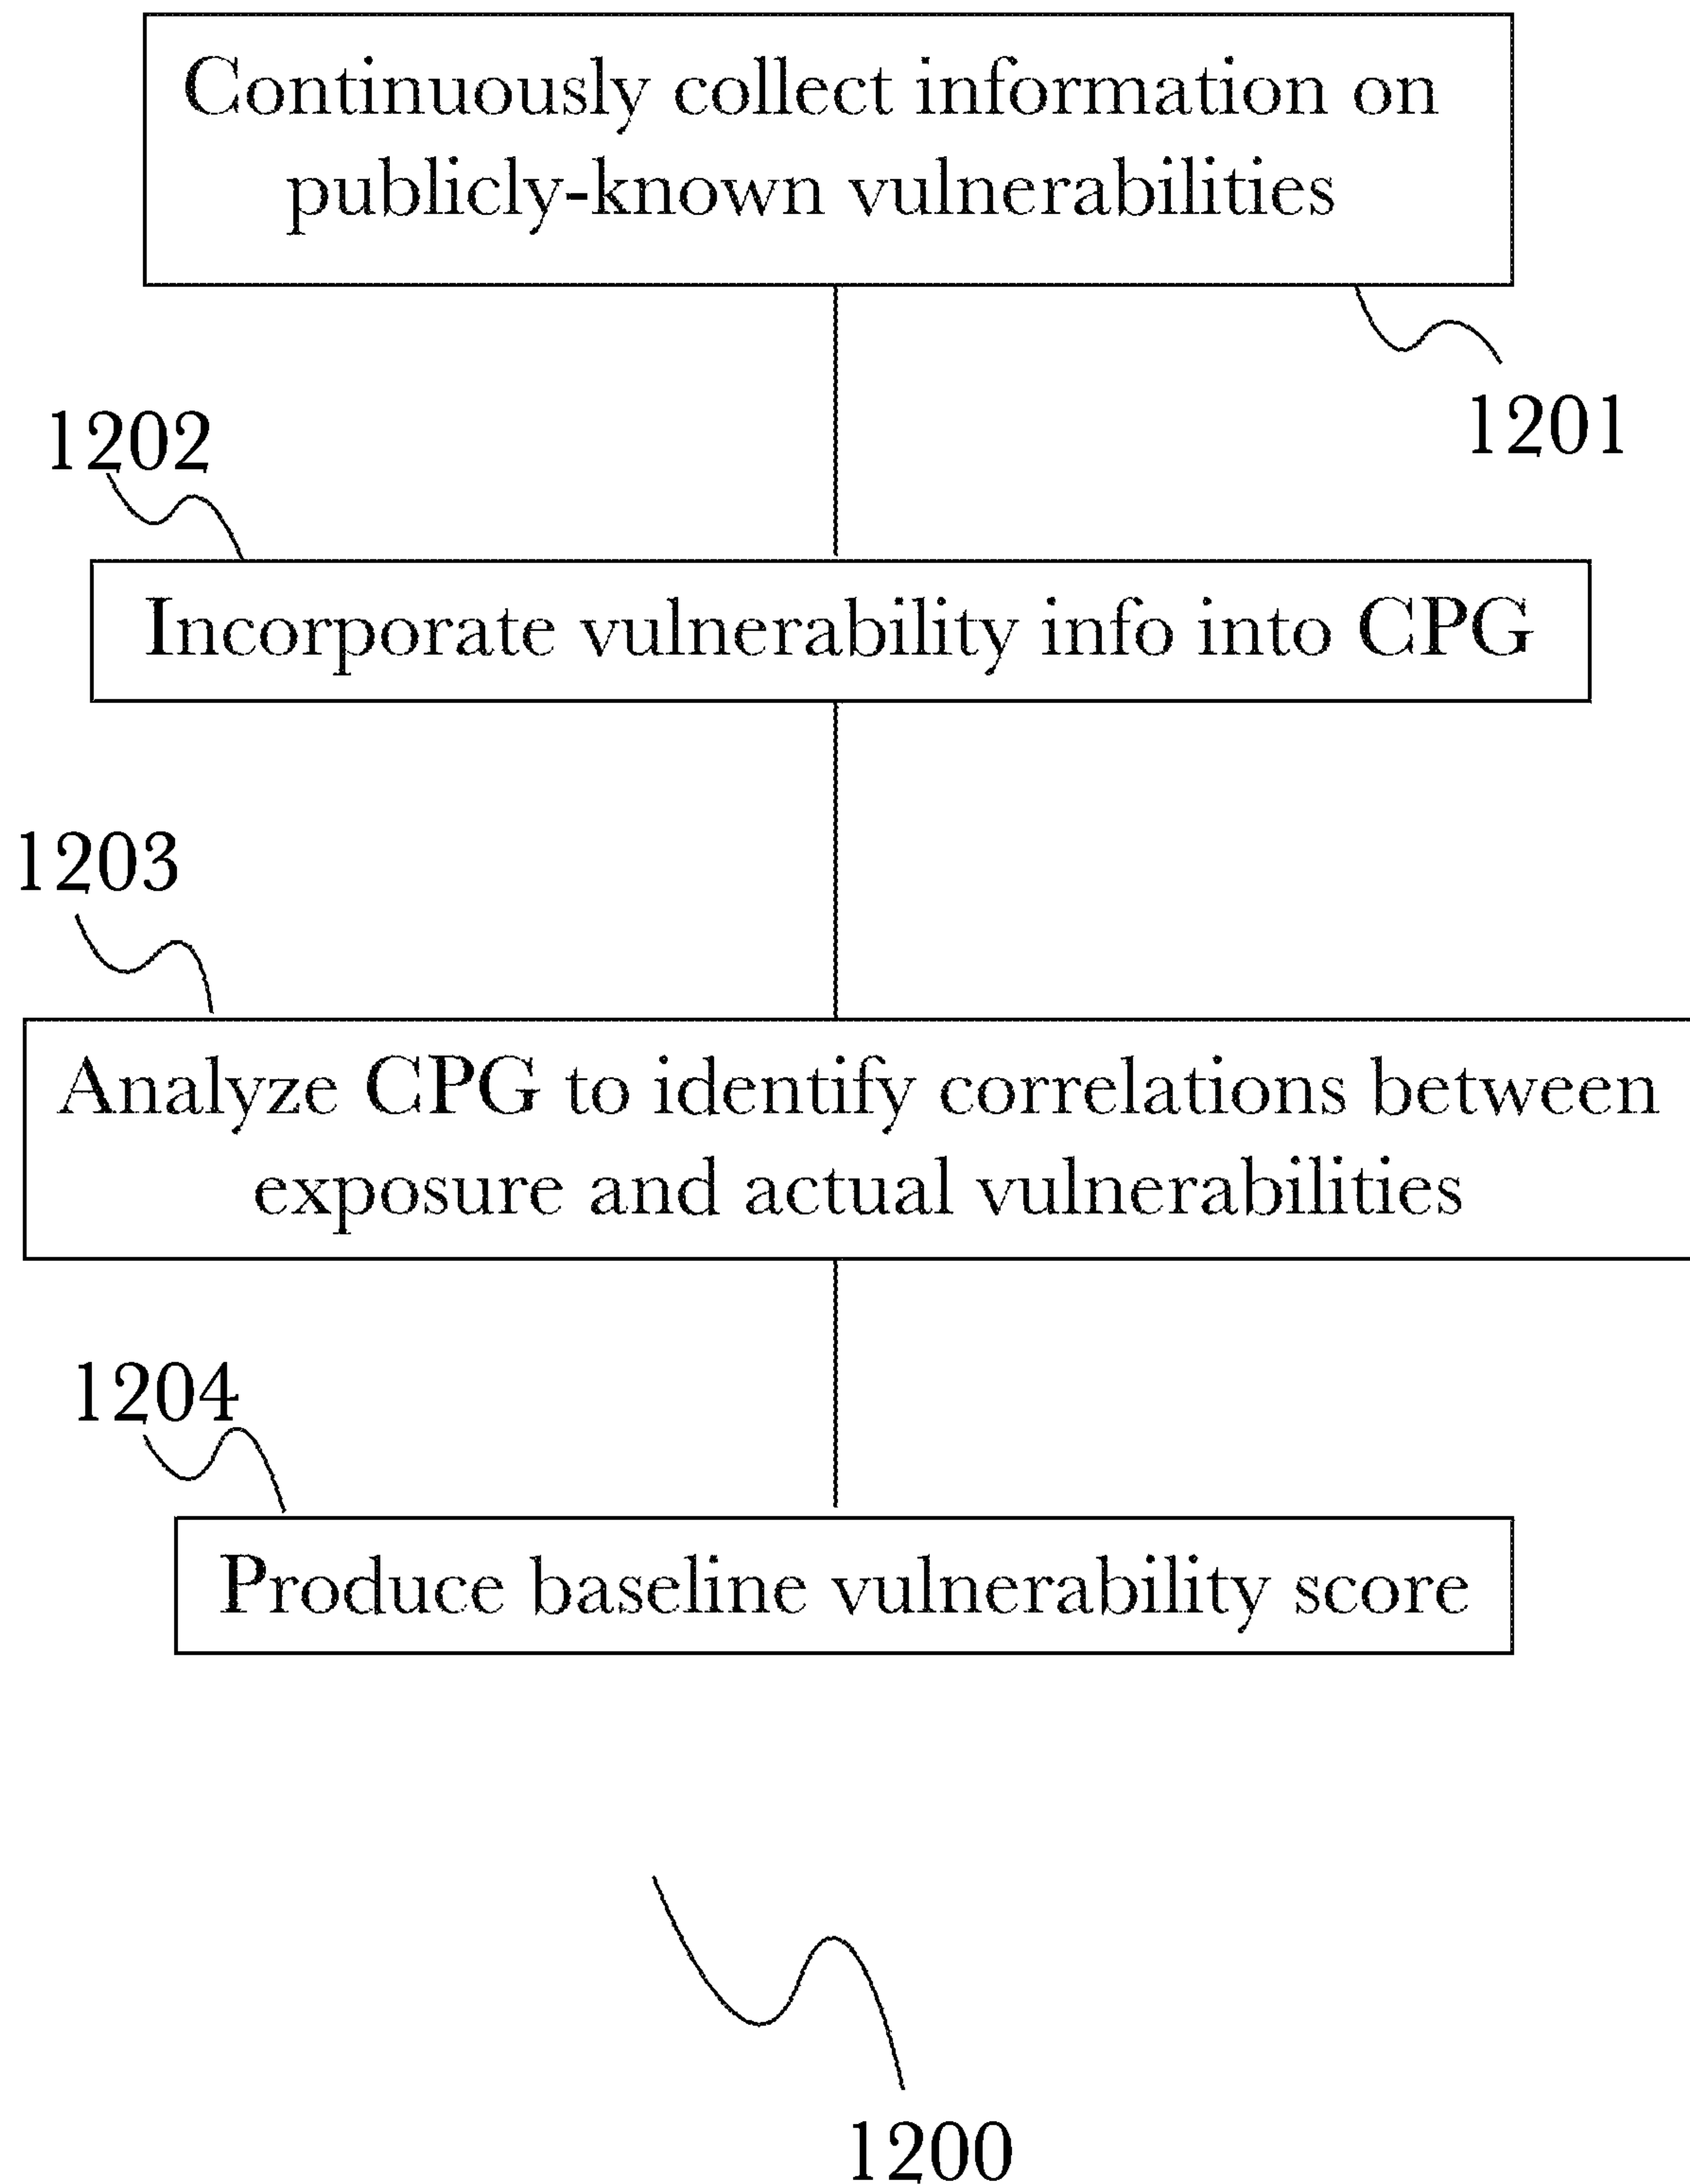 Continuously collect information on
publicly-known vulnerabilities
1201
1202
Incorporate vulnerability info into CPG
1203
Analyze CPG to identify correlations between
exposure and actual vulnerabilities
1204
Produce baseline vulnerability score
1200